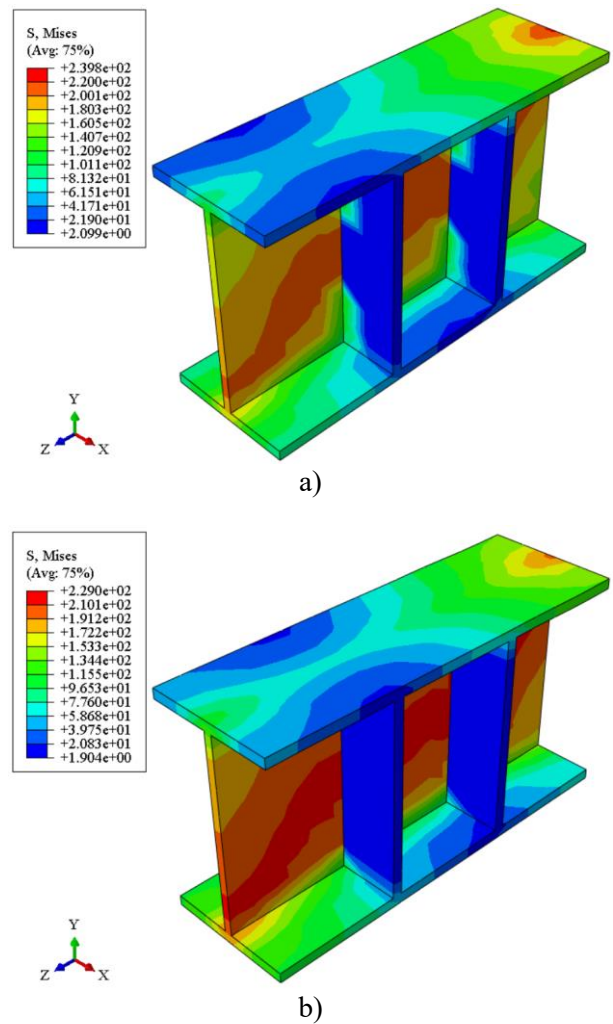 S, Mises
(Avg: 75%)
+2.398e+02
+2.200e+02
+2.001e+02
+1.803e+02
+1.605e+02
+1.407e+02
+1.209e+02
+1.011e+02
+8.132e+01
+6.151e+01
+4.171e+01
+2.190e+01
+2.099e+00
Y
Z
X
a)
S, Mises
(Avg: 75%)
+2.290e+02
+2.101e+02
+1.912e+02
+1.722e+02
+1.533e+02
+1.344e+02
+1.155e+02
+9.653e+01
+7.760e+01
+5.868e+01
+3.975e+01
+2.083e+01
+1.904e+00
Y
Z
X
b)